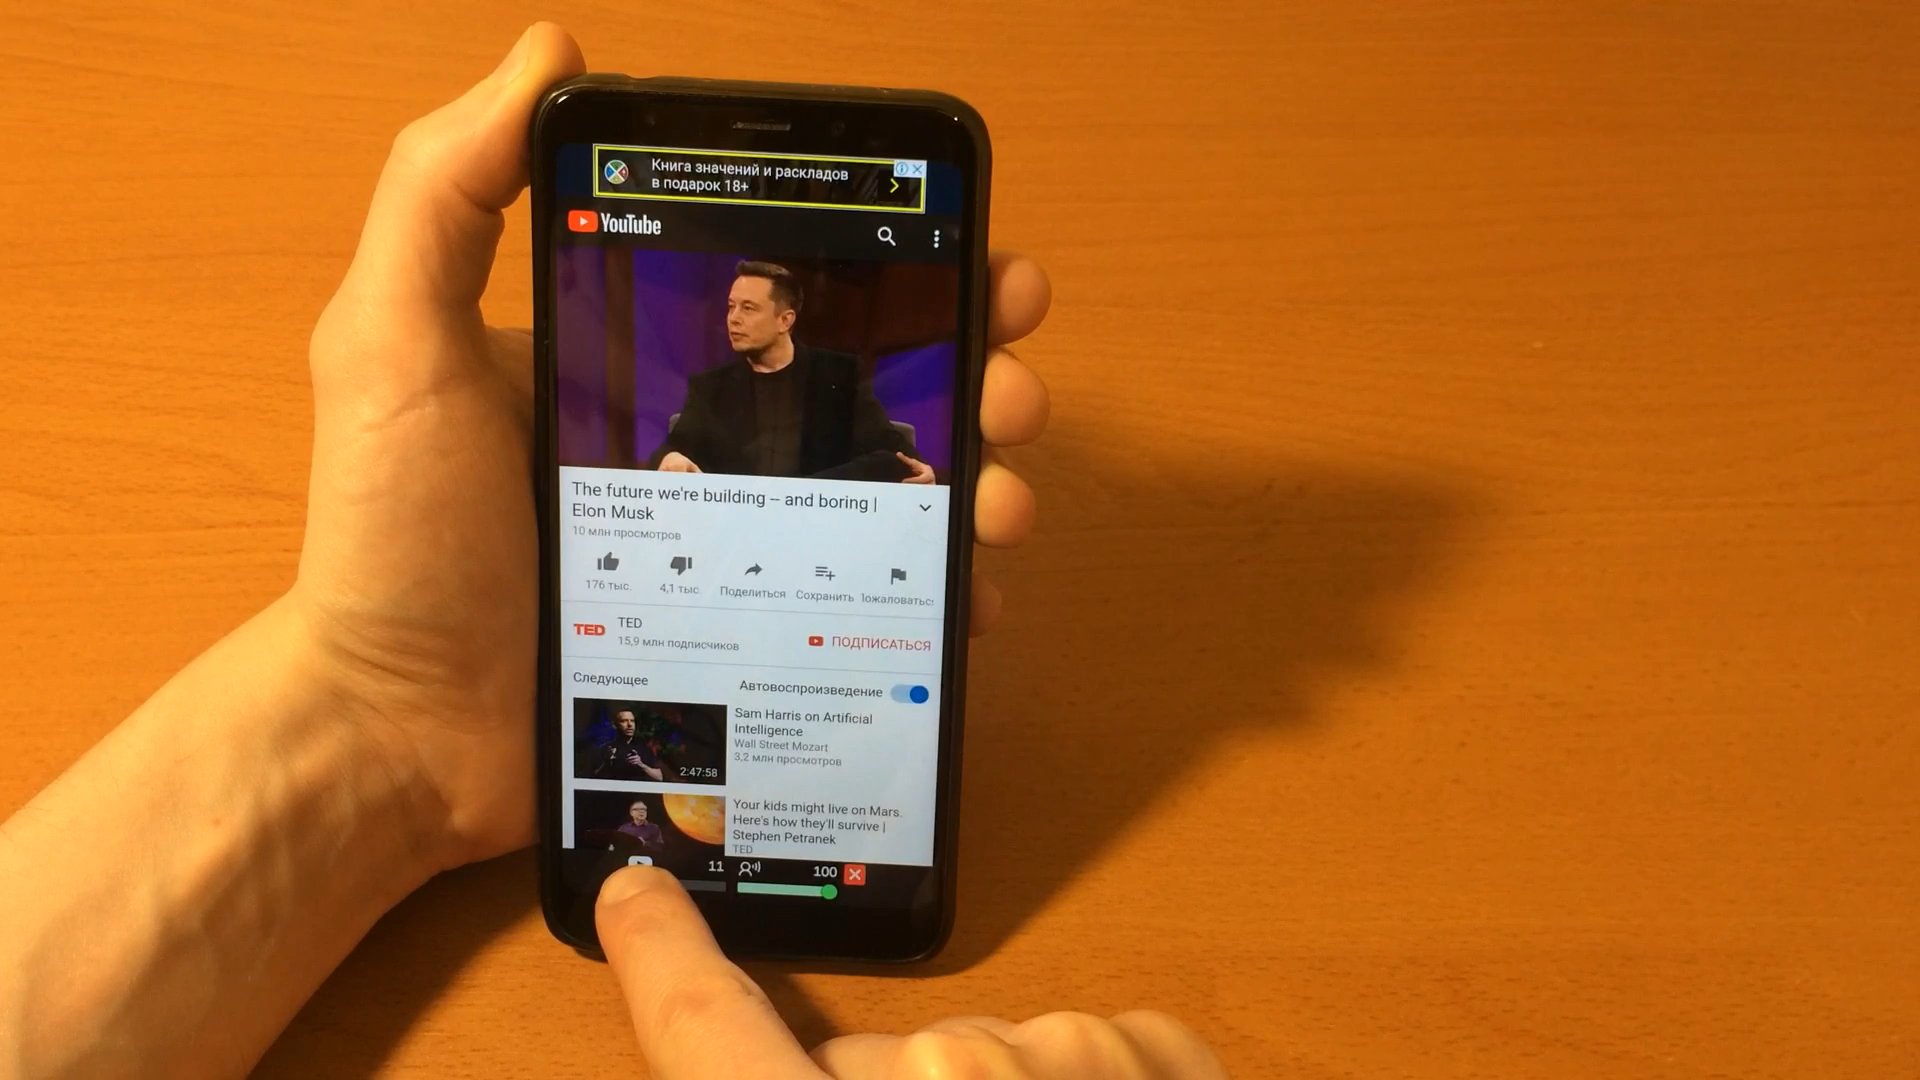 Книга значений и раскладов
в подарок 18+
YouTube
The future we're building -- and boring |
Elon Musk
10 млн просмотров
176 тыс.
4,1 тыс.
Поделиться
Сохранить
Пожаловатьс
TED
TED
15,9 млн подписчиков
ПОДПИСАТЬСЯ
Следующее
Автовоспроизведение
2:47:58
Sam Harris on Artificial
Intelligence
Wall Street Mozart
3,2 млн просмотров
Your kids might live on Mars.
Here's how they'll survive |
Stephen Petranek
TED
11
100